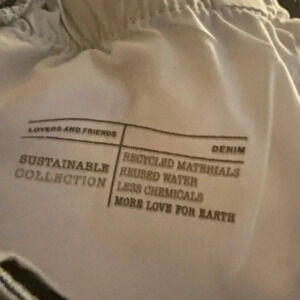 LOVERS AND FRIENDS
DENIM
SUSTAINABLE
COLLECTION
RECYCLED MATERIALS
REUSED WATER
LESS CHEMICALS
MORE LOVE FOR EARTH